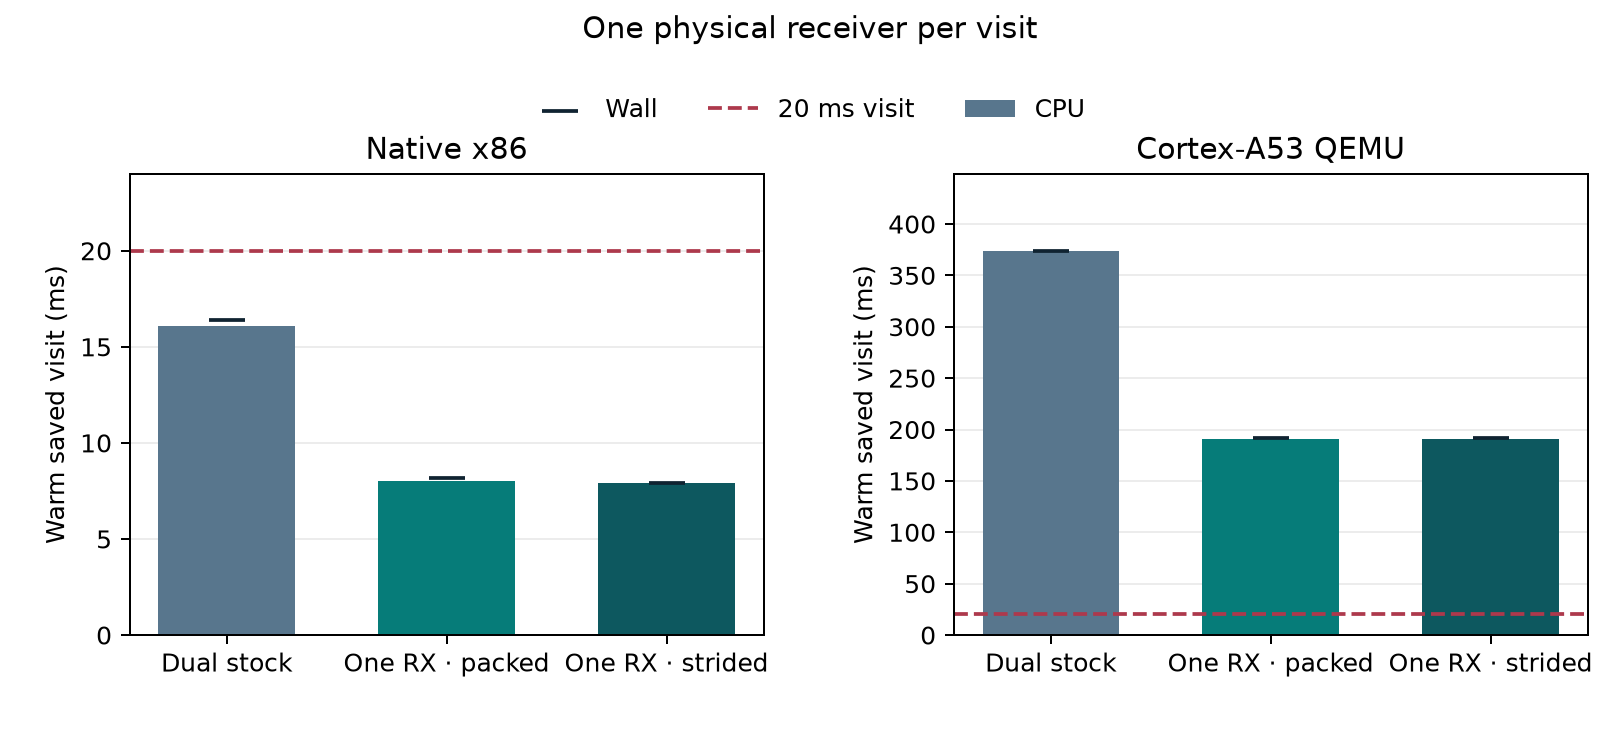 One physical receiver per visit
Wall
20 ms visit
CPU
Native x86
Warm saved visit (ms)
20
15
10
5
0
Dual stock
One RX · packed
One RX · strided
Cortex-A53 QEMU
Warm saved visit (ms)
400
350
300
250
200
150
100
50
0
Dual stock
One RX · packed
One RX · strided